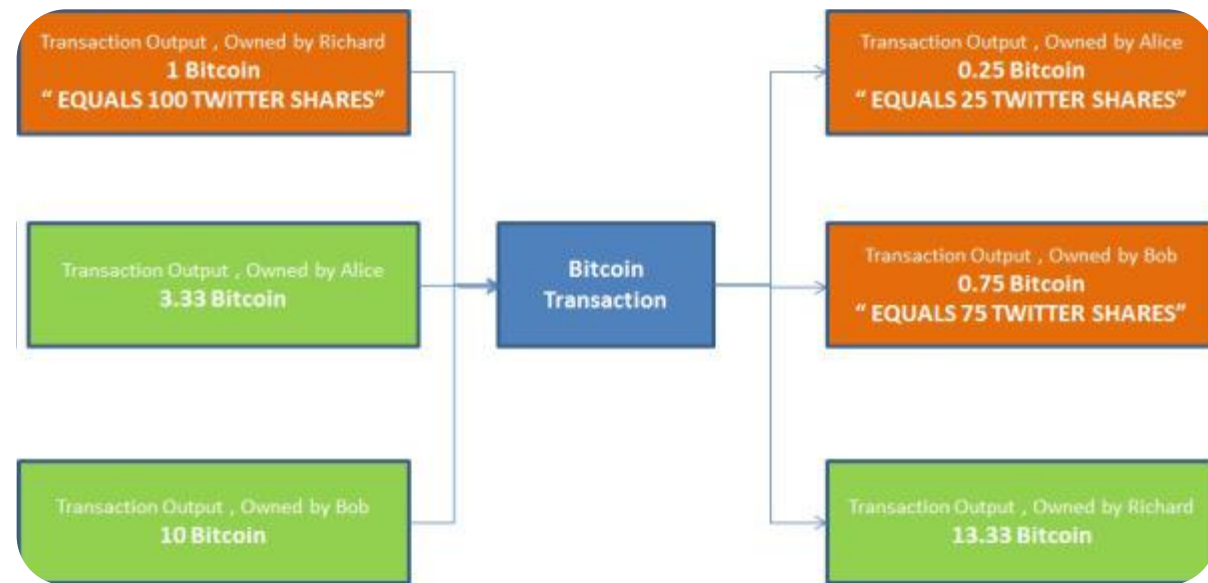 Transaction Output , Owned by Richard
1 Bitcoin
“ EQUALS 100 TWITTER SHARES”
Transaction Output , Owned by Alice
3.33 Bitcoin
Transaction Output , Owned by Bob
10 Bitcoin
Bitcoin
Transaction
Transaction Output , Owned by Alice
0.25 Bitcoin
“ EQUALS 25 TWITTER SHARES”
Transaction Output , Owned by Bob
0.75 Bitcoin
“ EQUALS 75 TWITTER SHARES”
Transaction Output , Owned by Richard
13.33 Bitcoin